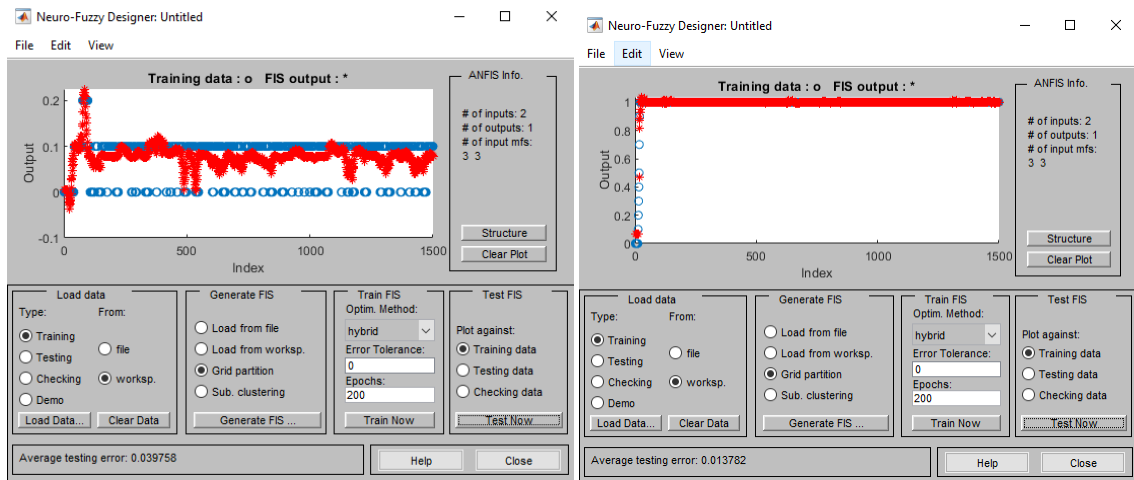 Neuro-Fuzzy Designer: Untitled
File Edit View
Training data : o FIS output : *
0.2
0.1
0
-0.1
Output
0 500 1000 1500
Index
ANFIS Info.
# of inputs: 2
# of outputs: 1
# of input mfs:
3 3
Structure
Clear Plot
Load data
Type: From:
Training
Testing
Checking
Demo
file
worksp.
Load Data... Clear Data
Generate FIS
Load from file
Load from worksp.
Grid partition
Sub. clustering
Generate FIS ...
Train FIS
Optim. Method:
hybrid
Error Tolerance:
0
Epochs:
200
Train Now
Test FIS
Plot against:
Training data
Testing data
Checking data
Test Now
Average testing error: 0.039758
Help Close
Neuro-Fuzzy Designer: Untitled
File Edit View
Training data : o FIS output : *
1
0.8
0.6
0.4
0.2
0
Output
0 500 1000 1500
Index
ANFIS Info.
# of inputs: 2
# of outputs: 1
# of input mfs:
3 3
Structure
Clear Plot
Load data
Type: From:
Training
Testing
Checking
Demo
file
worksp.
Load Data... Clear Data
Generate FIS
Load from file
Load from worksp.
Grid partition
Sub. clustering
Generate FIS ...
Train FIS
Optim. Method:
hybrid
Error Tolerance:
0
Epochs:
200
Train Now
Test FIS
Plot against:
Training data
Testing data
Checking data
Test Now
Average testing error: 0.013782
Help Close